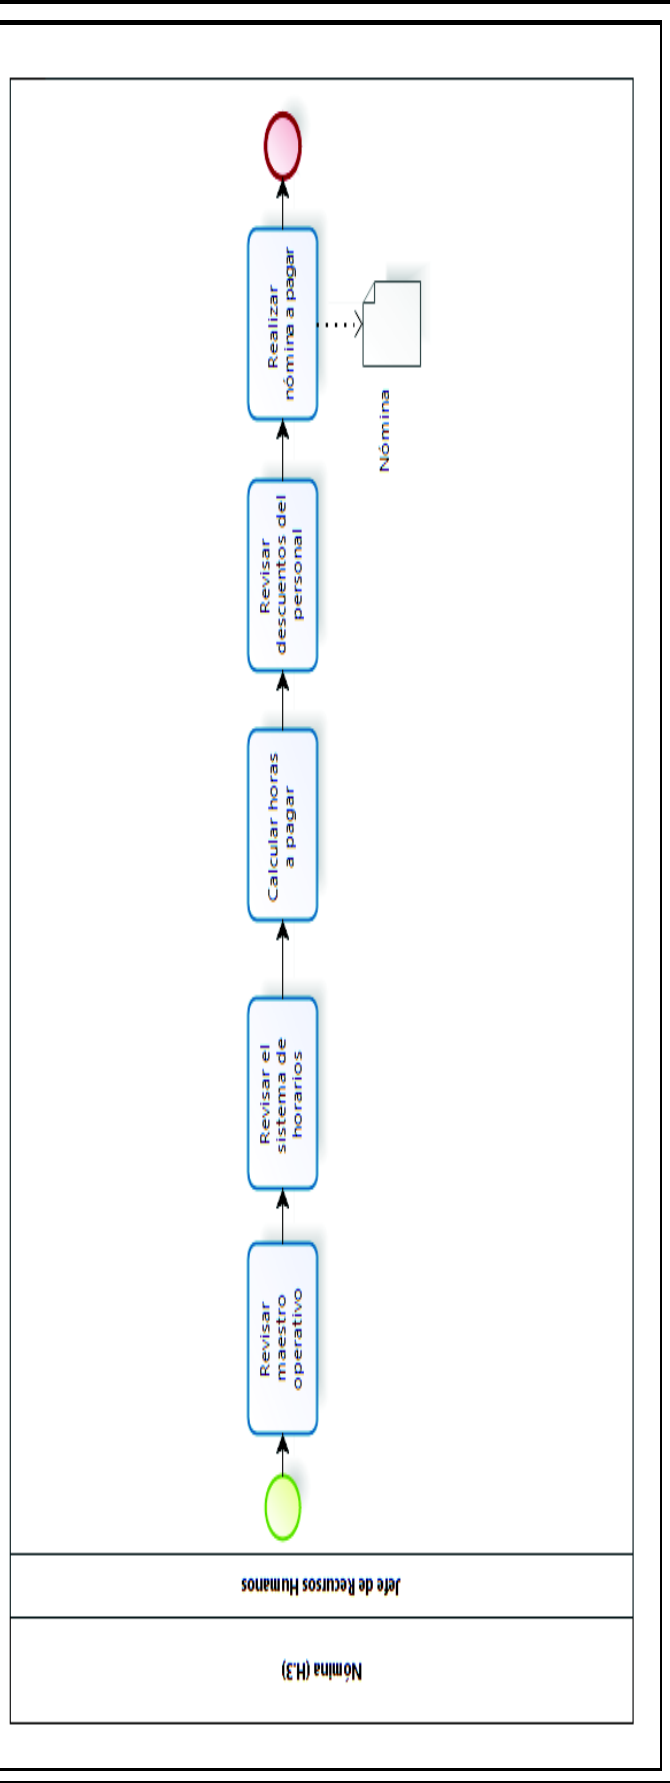 Nómina (H.3)
Jefe de Recursos Humanos
Revisar
maestro
operativo
Revisar el
sistema de
horarios
Calcular horas
a pagar
Revisar
descuentos del
personal
Realizar
nómina a pagar
Nómina